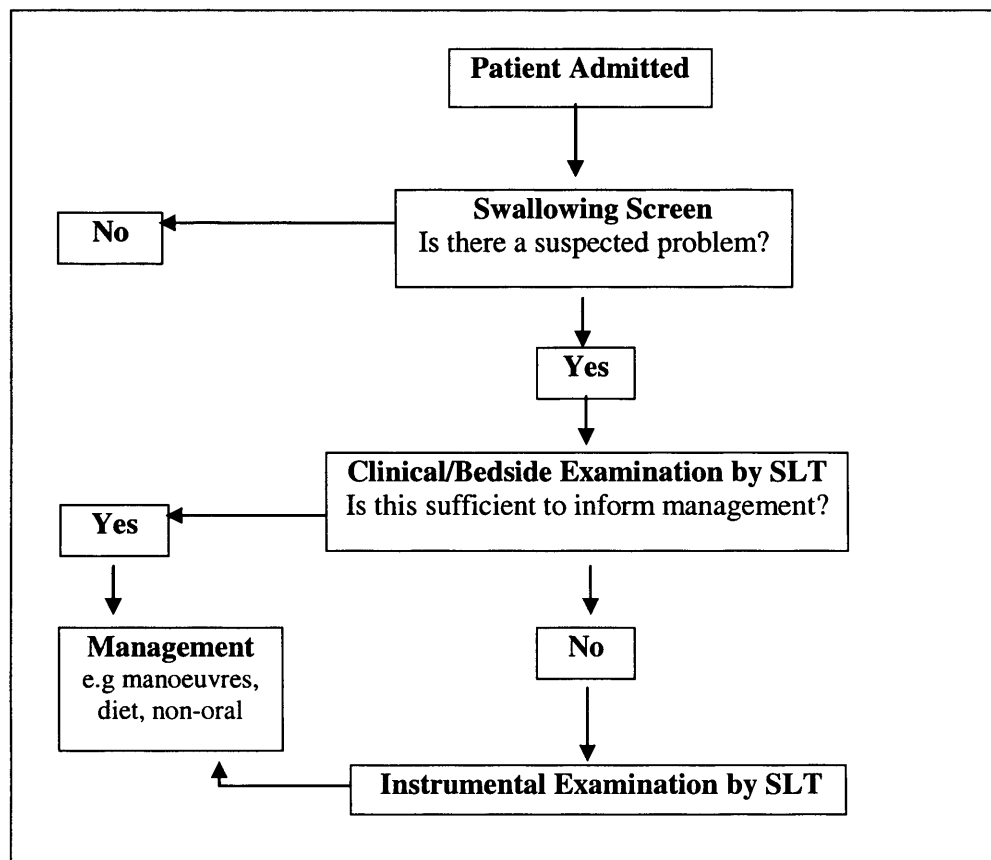 Patient Admitted
Swallowing Screen
Is there a suspected problem?
No
Yes
Clinical/Bedside Examination by SLT
Is this sufficient to inform management?
Yes
No
Management
e.g manoeuvres,
diet, non-oral
Instrumental Examination by SLT